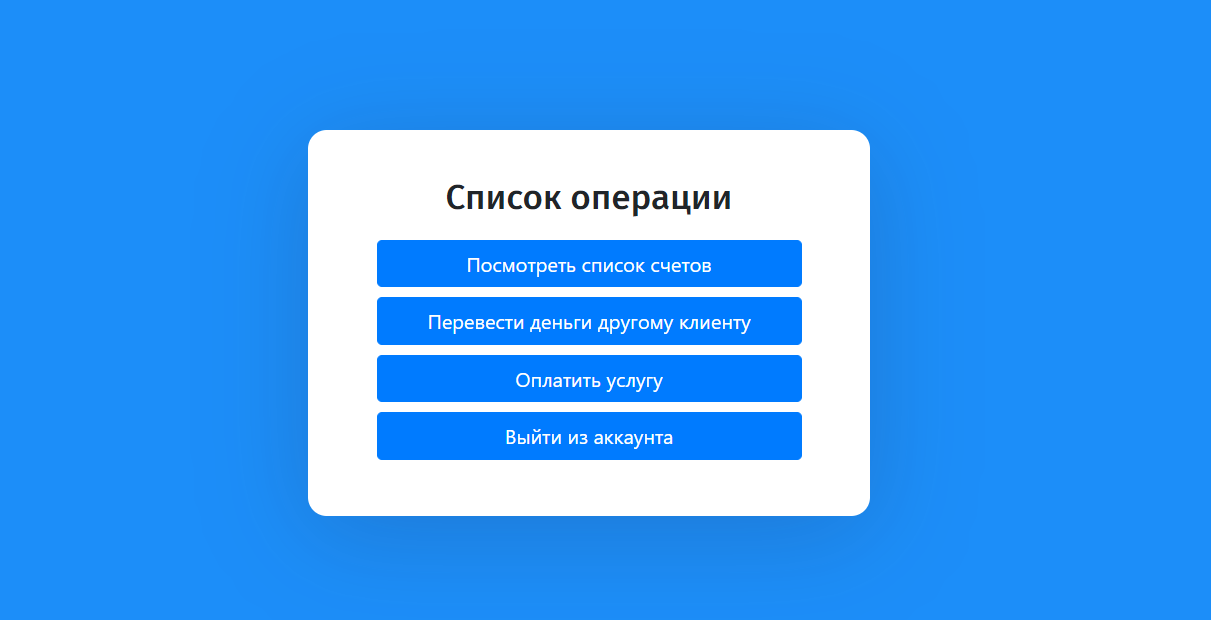 Список операции
Посмотреть список счетов
Перевести деньги другому клиенту
Оплатить услугу
Выйти из аккаунта